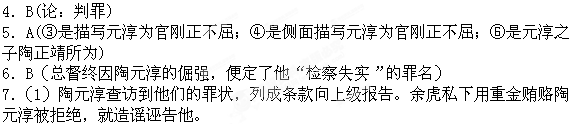 4. B(论：判罪)
5. A(③是描写元淳为官刚正不屈；④是侧面描写元淳为官刚正不屈；⑥是元淳之
子陶正靖所为)
6. B（总督终因陶元淳的倔强，便定了他“检察失实”的罪名）
7.（1）陶元淳查访到他们的罪状，列成条款向上级报告。余虎私下用重金贿赂陶
元淳被拒绝，就造谣诬告他。